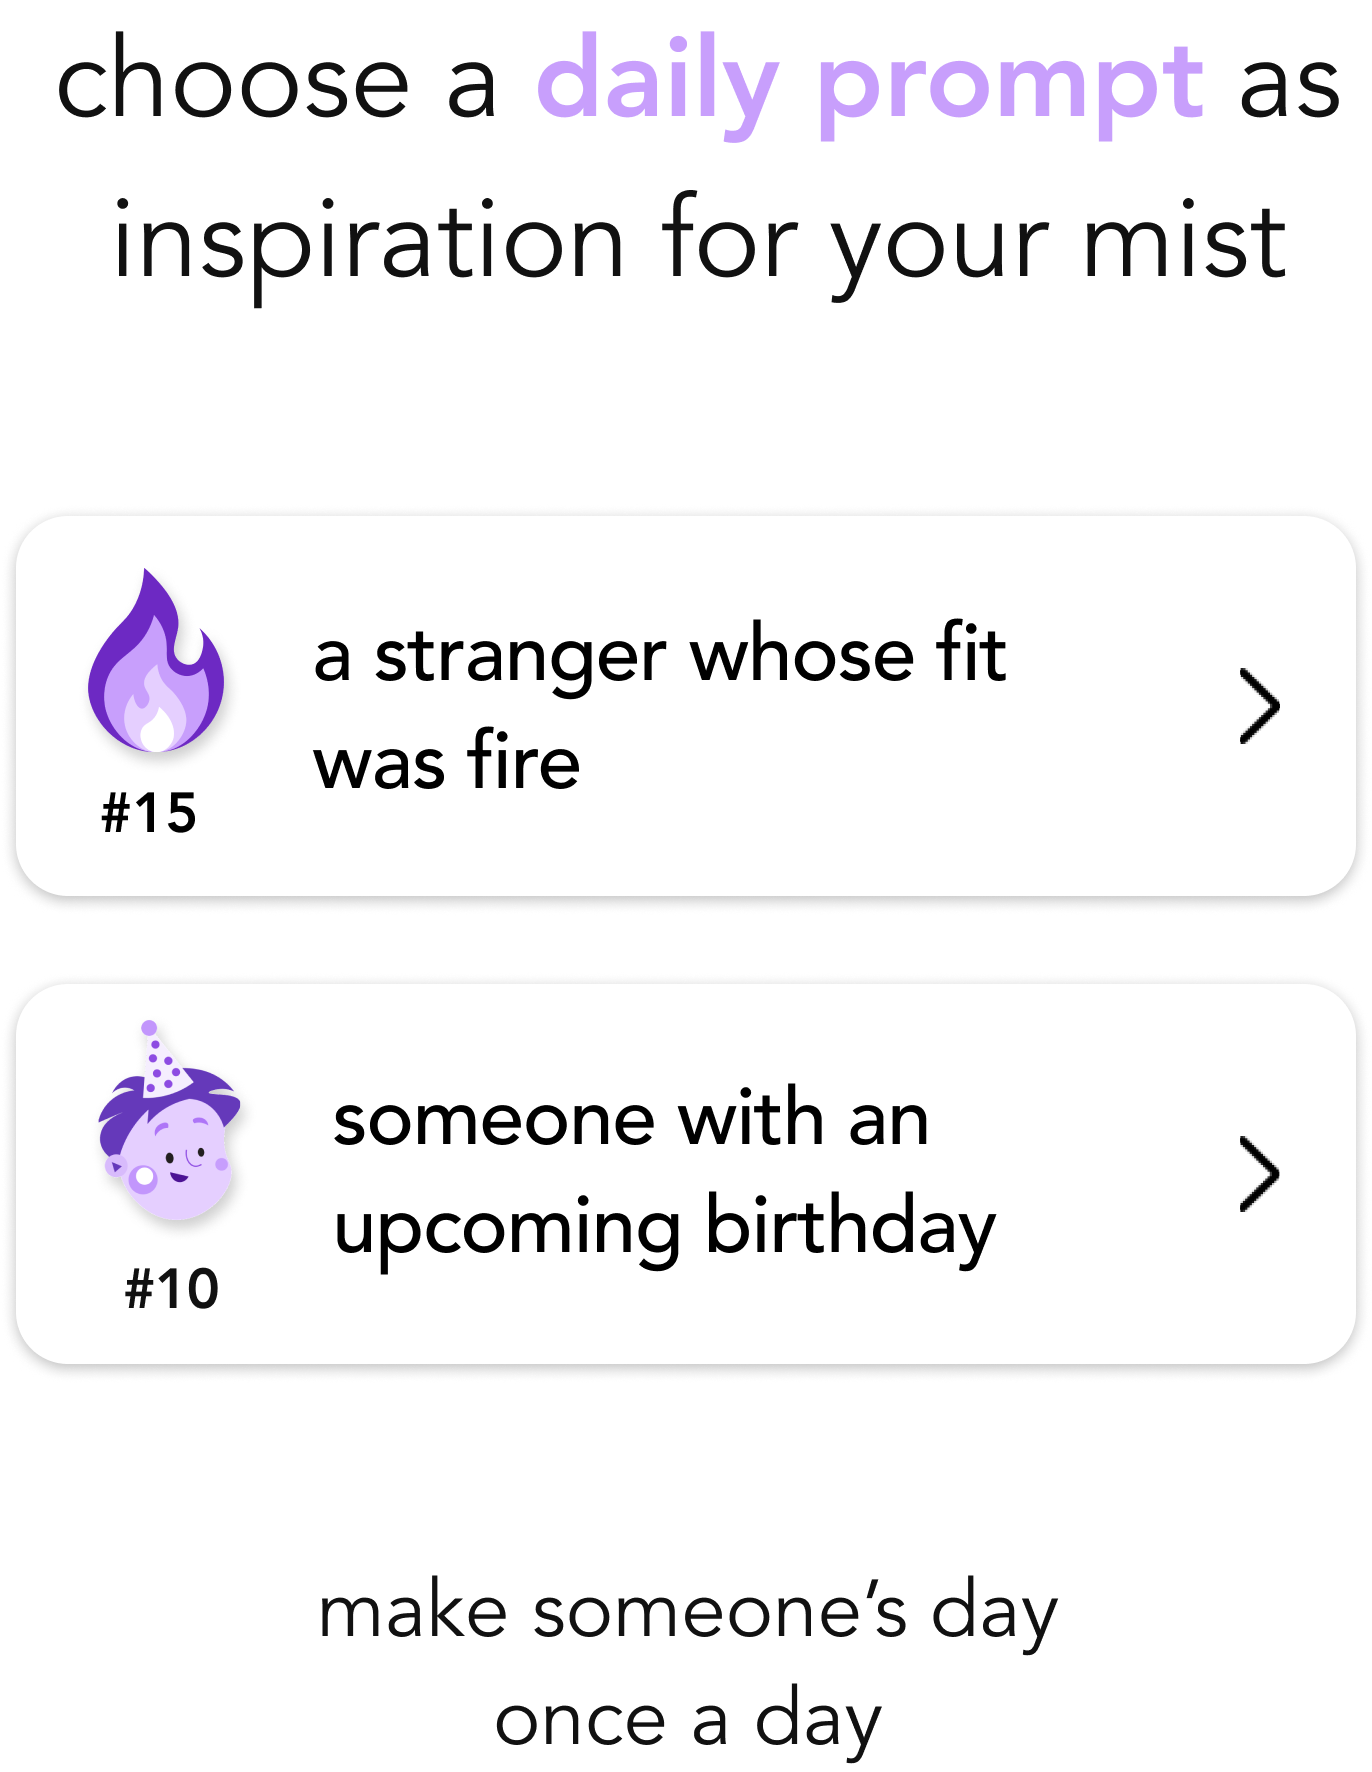 choose a daily prompt as
inspiration for your mist
a stranger whose fit
was fire
#15
someone with an
upcoming birthday
#10
make someone’s day
once a day